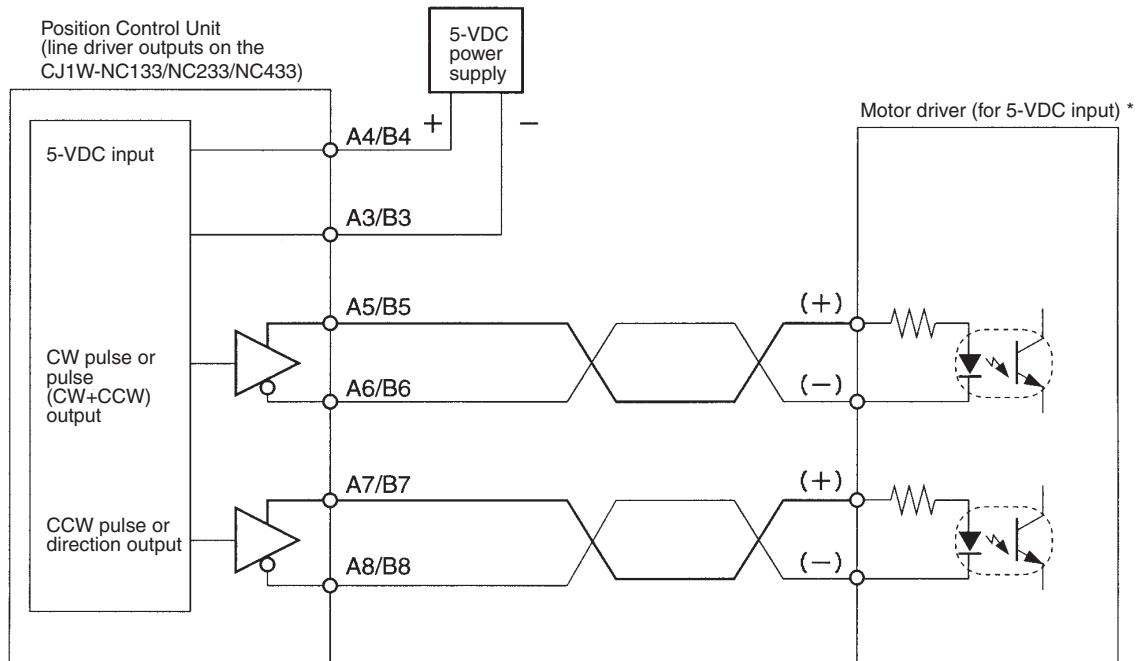 Position Control Unit
(line driver outputs on the
CJ1W-NC133/NC233/NC433)
5-VDC
power
supply
+
−
Motor driver (for 5-VDC input) *
5-VDC input
A4/B4
A3/B3
A5/B5
(+)
CW pulse or
pulse
(CW+CCW)
output
A6/B6
(−)
A7/B7
(+)
CCW pulse or
direction output
A8/B8
(−)